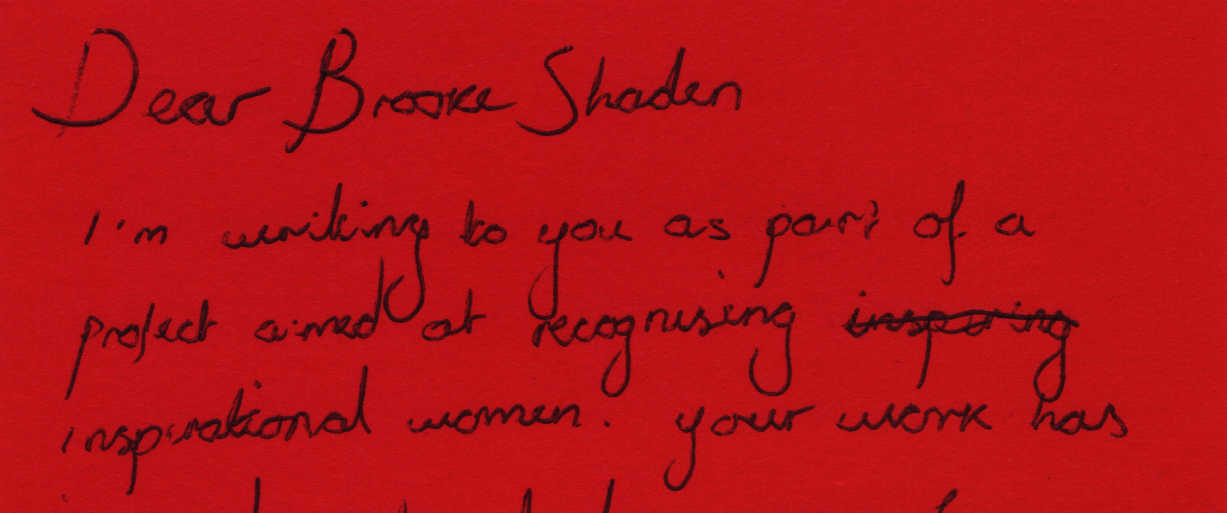 Dear Brooke Shaden
I'm writing to you as part of a
project aimed at recognising inspiring
inspirational women. your work has